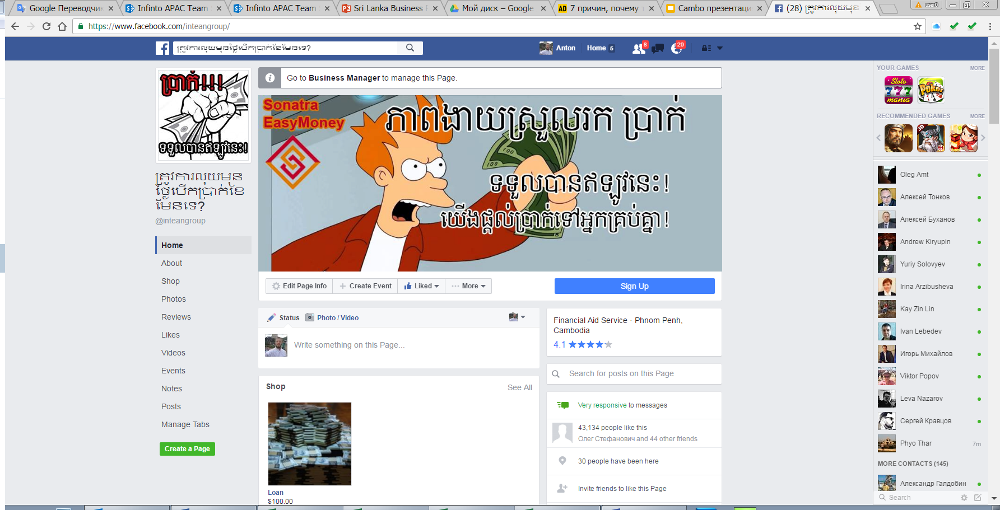 Google Переводчик
Infinto APAC Team
Infinto APAC Team
Sri Lanka Business
Мой диск – Google
7 причин, почему
Cambo презентаци
(28) ត្រូវការលុយមុន
user0
https://www.facebook.com/inteangroup/
ត្រូវការលុយមុនថ្ងៃបើកប្រាក់ខែមែនទេ?
Anton
Home 5
8
20
ប្រាក់!!!
ទទួលបានឥឡូវនេះ!
ត្រូវការលុយមុន
ថ្ងៃបើកប្រាក់ខែ
មែនទេ?
@inteangroup
Home
About
Shop
Photos
Reviews
Likes
Videos
Events
Notes
Posts
Manage Tabs
Create a Page
Go to Business Manager to manage this Page.
Sonatra
EasyMoney
ភាពងាយស្រួលរក ប្រាក់
ទទួលបានឥឡូវនេះ!
យើងផ្តល់ប្រាក់ទៅអ្នកគ្រប់គ្នា!
Edit Page Info
Create Event
Liked
More
Sign Up
Status
Photo / Video
Write something on this Page...
Shop
See All
Loan
$100.00
Financial Aid Service · Phnom Penh,
Cambodia
4.1
Search for posts on this Page
Very responsive to messages
43,134 people like this
Олег Стефанович and 44 other friends
30 people have been here
Invite friends to like this Page
YOUR GAMES
MORE
Sloto
777
mania
Poker
RECOMMENDED GAMES
MORE
3D
Oleg Amt
Алексей Тонков
Алексей Буханов
Andrew Kiryupin
Yuriy Solovyev
Irina Arzibusheva
Kay Zin Lin
Ivan Lebedev
Игорь Михайлов
Viktor Popov
Leva Nazarov
Сергей Кравцов
Phyo Thar
7m
MORE CONTACTS (145)
Александр Галдобин
Search